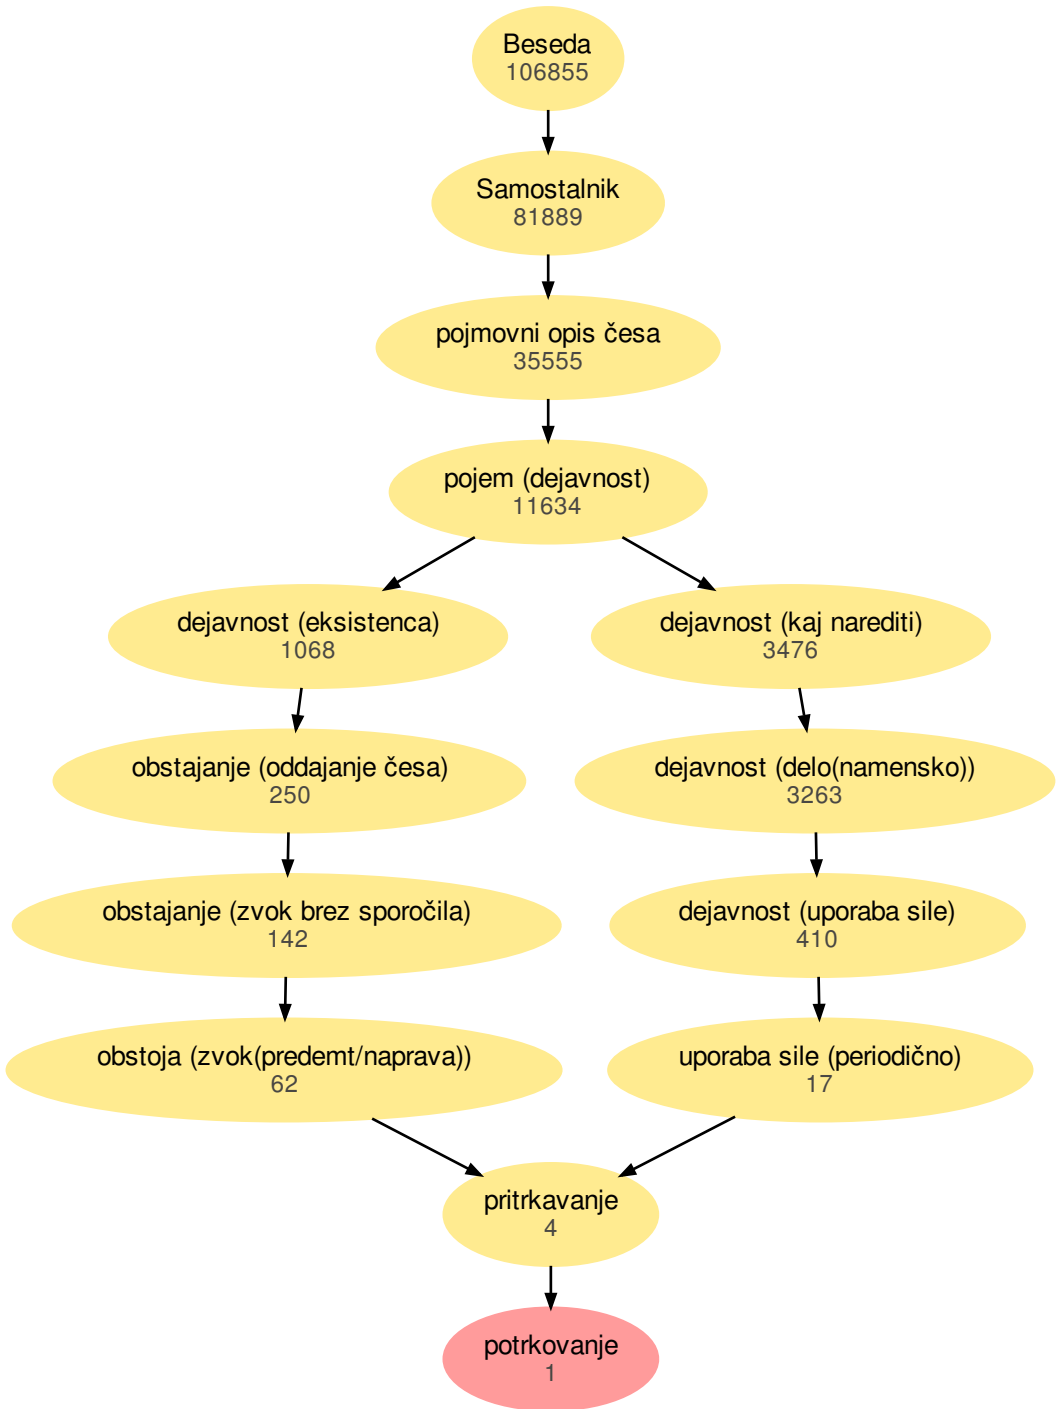 Beseda
106855
Samostalnik
81889
pojmovni opis česa
35555
pojem (dejavnost)
11634
dejavnost (eksistenca)
1068
dejavnost (kaj narediti)
3476
obstajanje (oddajanje česa)
250
dejavnost (delo(namensko))
3263
obstajanje (zvok brez sporočila)
142
dejavnost (uporaba sile)
410
obstoja (zvok(predemt/naprava))
62
uporaba sile (periodično)
17
pritrkavanje
4
potrkovanje
1